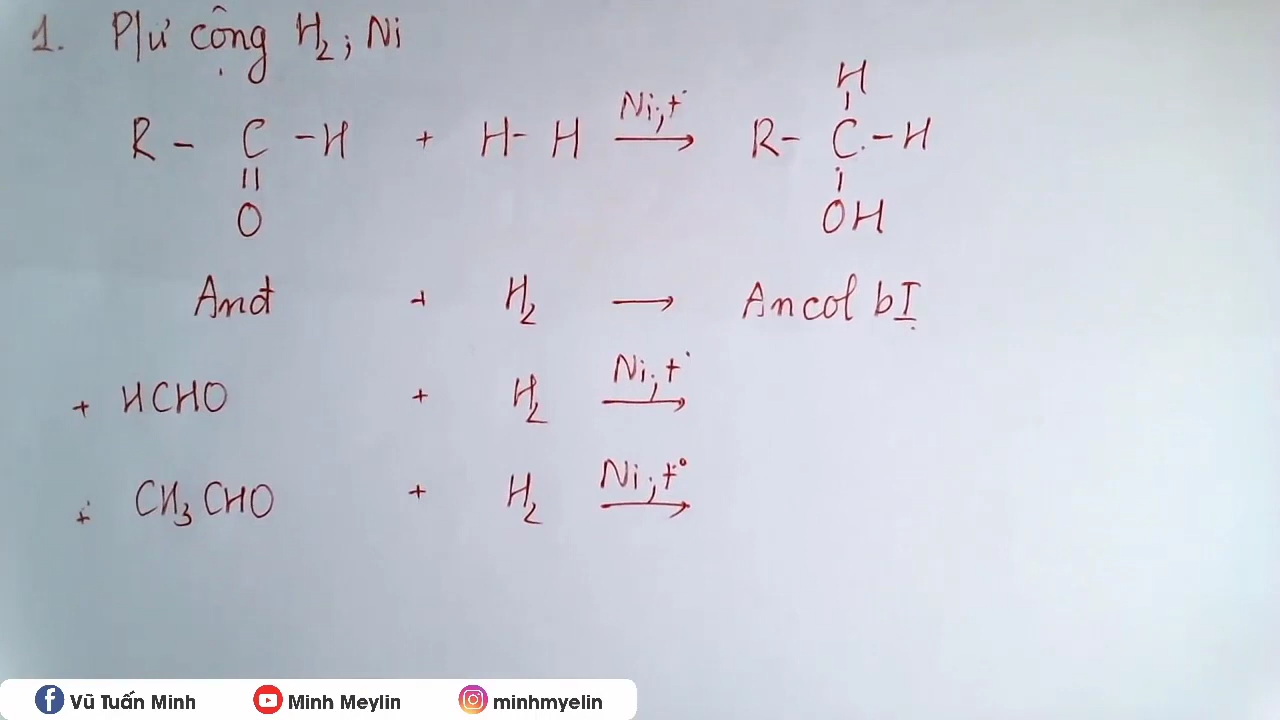 1. P/ư cộng H₂; Ni
R - C - H + H - H Ni; t° → R - C - H
H
||
O
OH
Anđ + H₂ → Ancol bI
+ HCHO + H₂ Ni; t° →
+ CH₃CHO + H₂ Ni; t° →
Vũ Tuấn Minh Minh Meylin minhmyelin